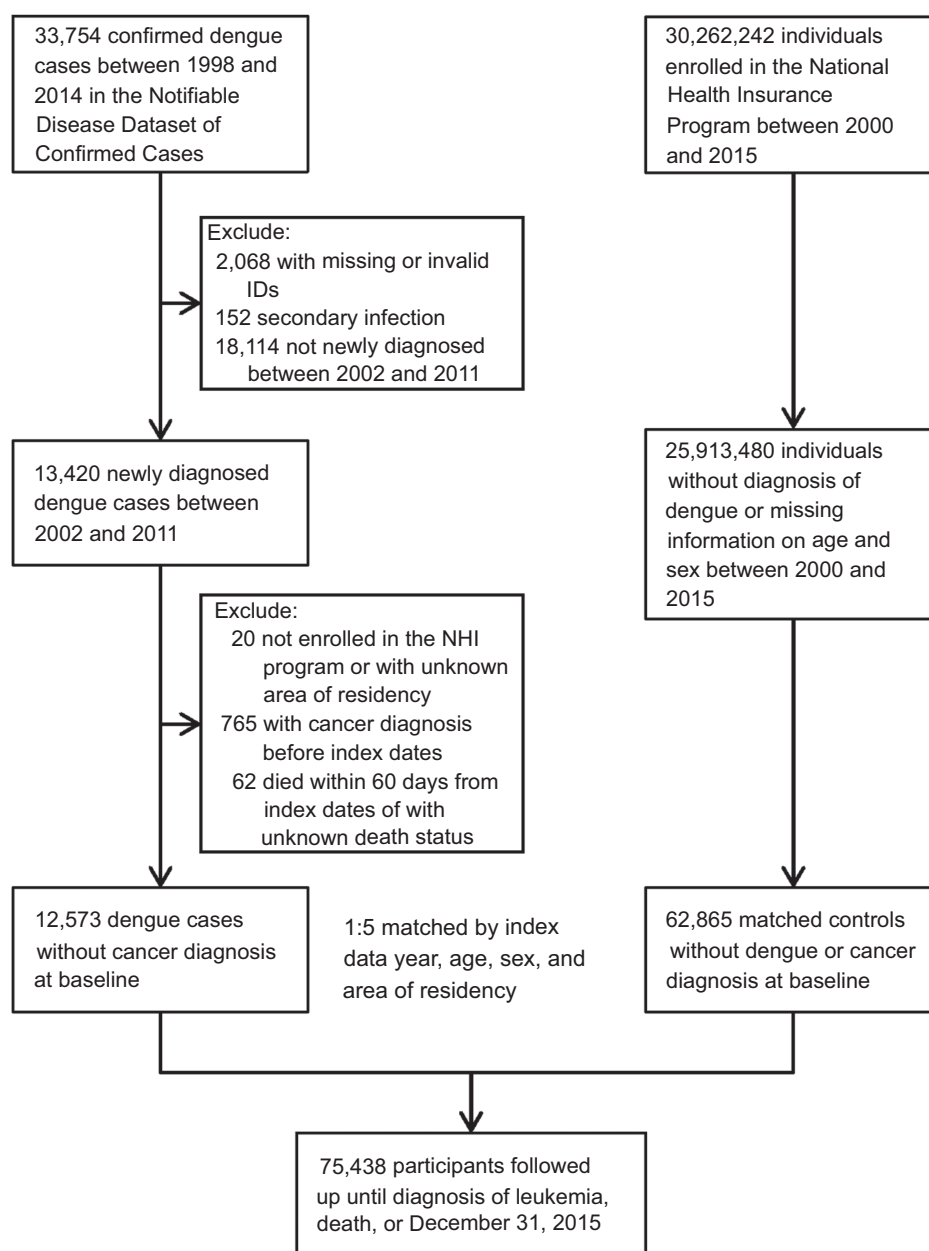 33,754 confirmed dengue
cases between 1998 and
2014 in the Notifiable
Disease Dataset of
Confirmed Cases
30,262,242 individuals
enrolled in the National
Health Insurance
Program between 2000
and 2015
Exclude:
2,068 with missing or invalid
IDs
152 secondary infection
18,114 not newly diagnosed
between 2002 and 2011
13,420 newly diagnosed
dengue cases between
2002 and 2011
25,913,480 individuals
without diagnosis of
dengue or missing
information on age and
sex between 2000 and
2015
Exclude:
20 not enrolled in the NHI
program or with unknown
area of residency
765 with cancer diagnosis
before index dates
62 died within 60 days from
index dates of with
unknown death status
12,573 dengue cases
without cancer diagnosis
at baseline
1:5 matched by index
data year, age, sex, and
area of residency
62,865 matched controls
without dengue or cancer
diagnosis at baseline
75,438 participants followed
up until diagnosis of leukemia,
death, or December 31, 2015